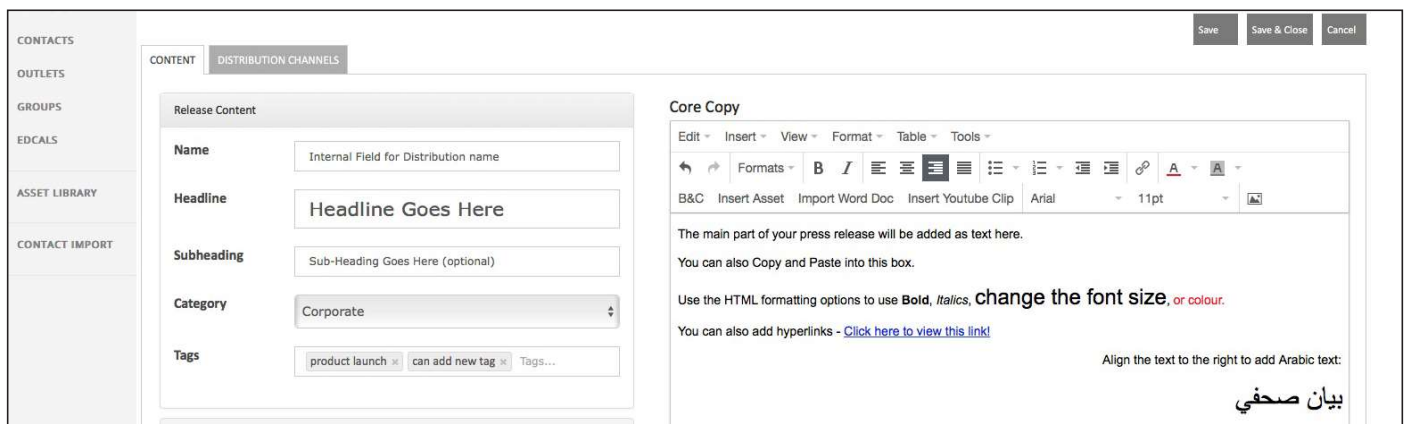 CONTACTS
OUTLETS
GROUPS
EDCALS
ASSET LIBRARY
CONTACT IMPORT
Save Save & Close Cancel
CONTENT DISTRIBUTION CHANNELS
Release Content
Name
Internal Field for Distribution name
Headline
Headline Goes Here
Subheading
Sub-Heading Goes Here (optional)
Category
Corporate
Tags
product launch × can add new tag × Tags...
Core Copy
Edit Insert View Format Table Tools
Formats B I A A
B&C Insert Asset Import Word Doc Insert Youtube Clip Arial 11pt
The main part of your press release will be added as text here.
You can also Copy and Paste into this box.
Use the HTML formatting options to use Bold, Italics, change the font size, or colour.
You can also add hyperlinks - Click here to view this link!
Align the text to the right to add Arabic text:
بيان صحفي